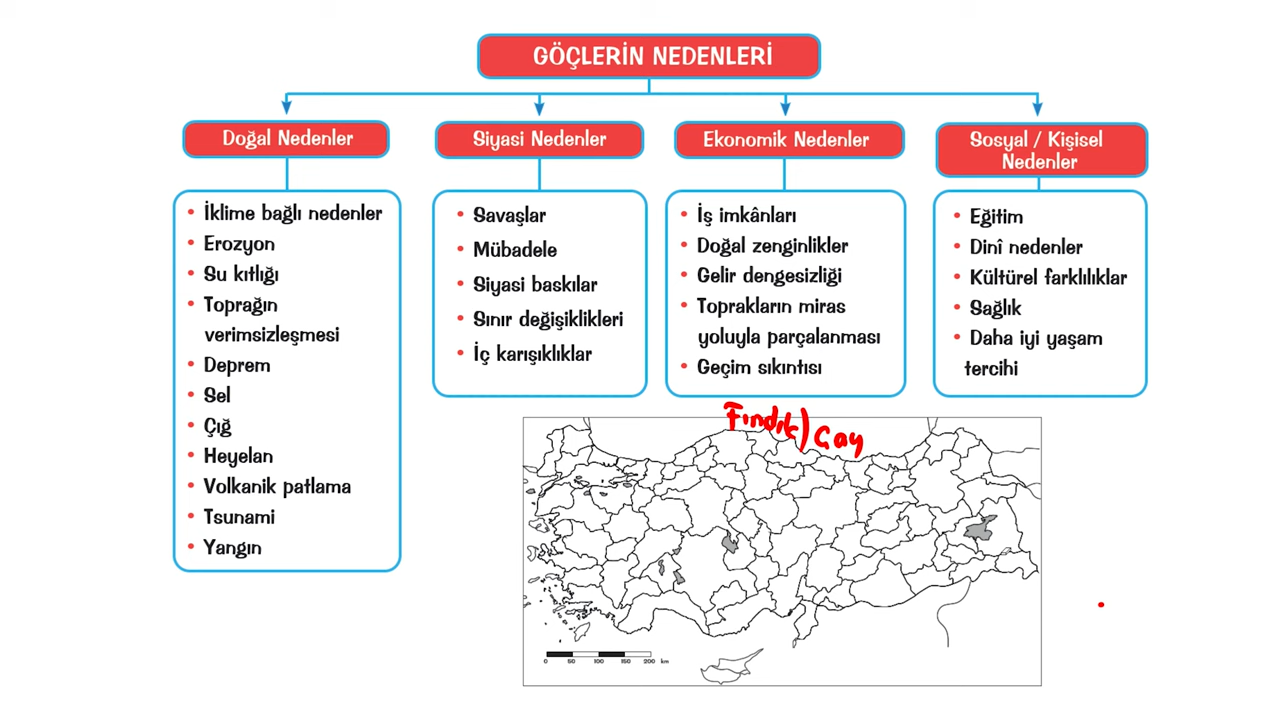 GÖÇLERİN NEDENLERİ
Doğal Nedenler
İklime bağlı nedenler
Erozyon
Su kıtlığı
Toprağın
verimsizleşmesi
Deprem
Sel
Çığ
Heyelan
Volkanik patlama
Tsunami
Yangın
Siyasi Nedenler
Savaşlar
Mübadele
Siyasi baskılar
Sınır değişiklikleri
İç karışıklıklar
Ekonomik Nedenler
İş imkânları
Doğal zenginlikler
Gelir dengesizliği
Toprakların miras
yoluyla parçalanması
Geçim sıkıntısı
Sosyal / Kişisel
Nedenler
Eğitim
Dinî nedenler
Kültürel farklılıklar
Sağlık
Daha iyi yaşam
tercihi
Fındık) Çay
0 50 100 150 200 km